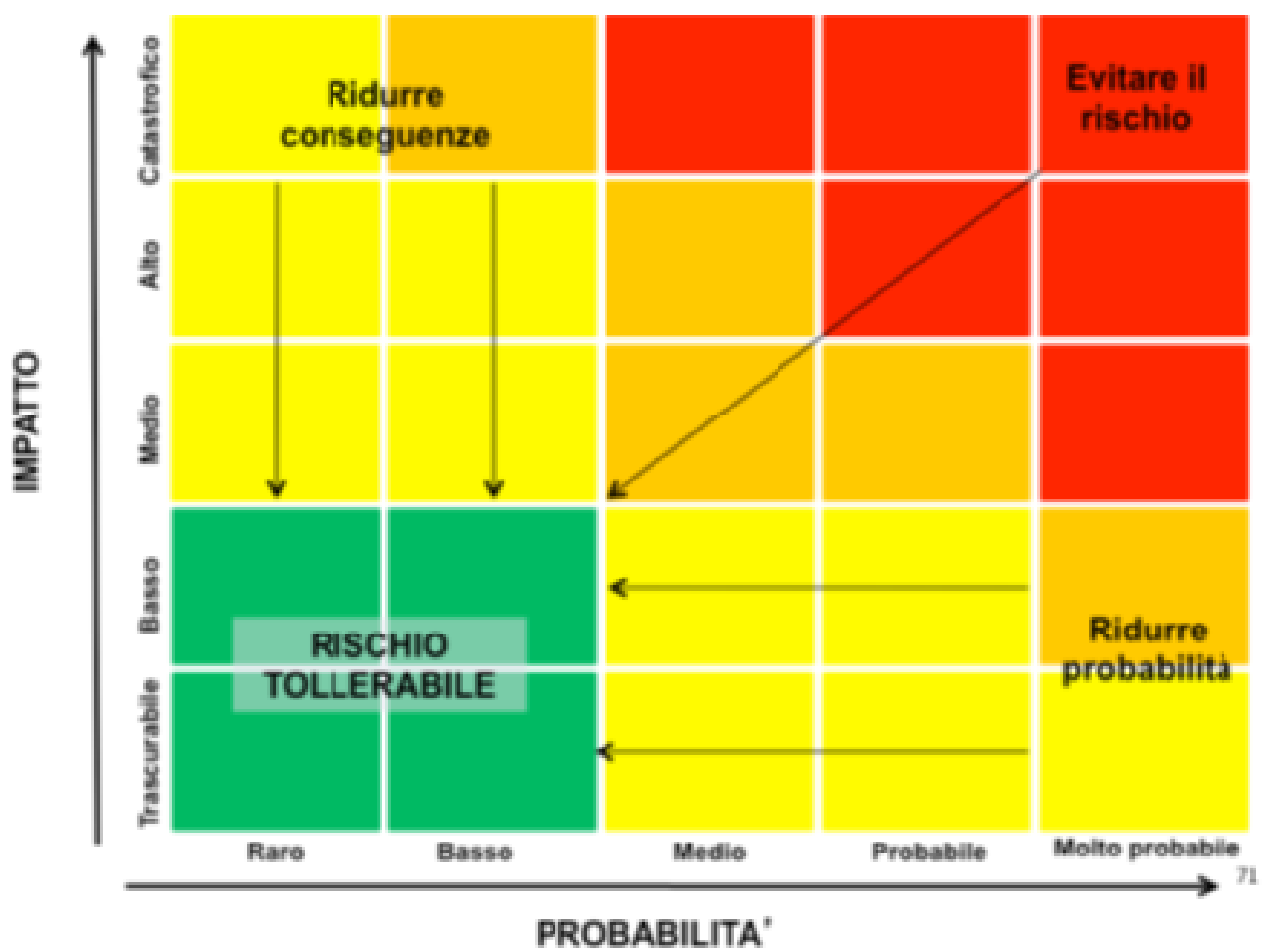 Catastrofico
Ridurre
conseguenze
Evitare il
rischio
Alto
IMPATTO
Medio
Basso
RISCHIO
TOLLERABILE
Ridurre
probabilità
Trascurabile
Raro
Basso
Medio
Probabile
Molto probabile
71
PROBABILITA'